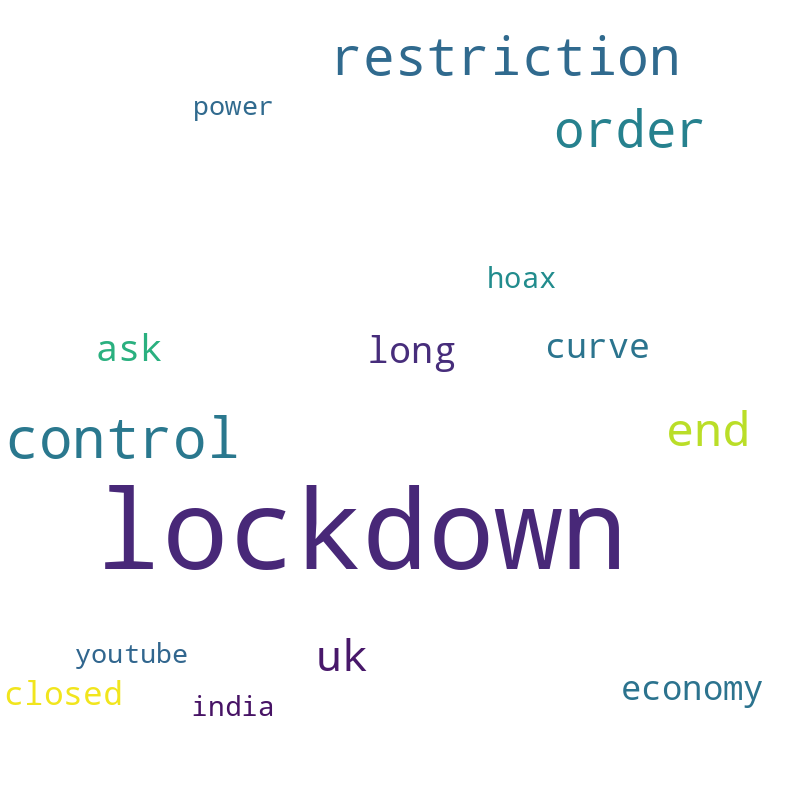 restriction
power
order
hoax
ask long curve
control end
lockdown
youtube uk
closed india economy